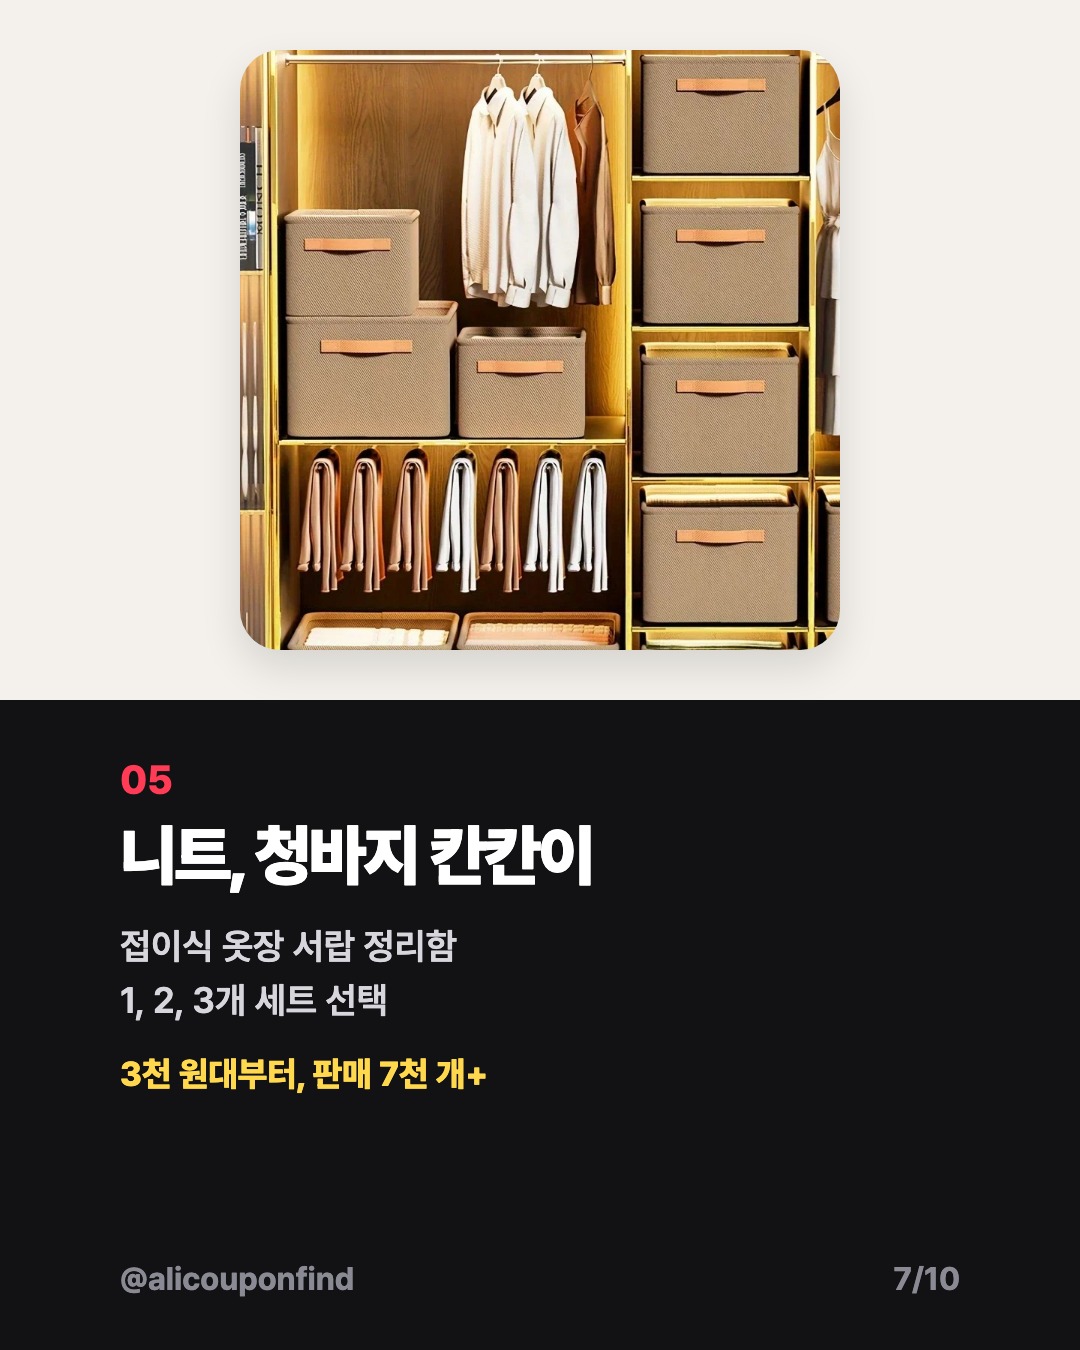 05
니트, 청바지 칸칸이
접이식 옷장 서랍 정리함
1, 2, 3개 세트 선택
3천 원대부터, 판매 7천 개+
@alicouponfind
7/10